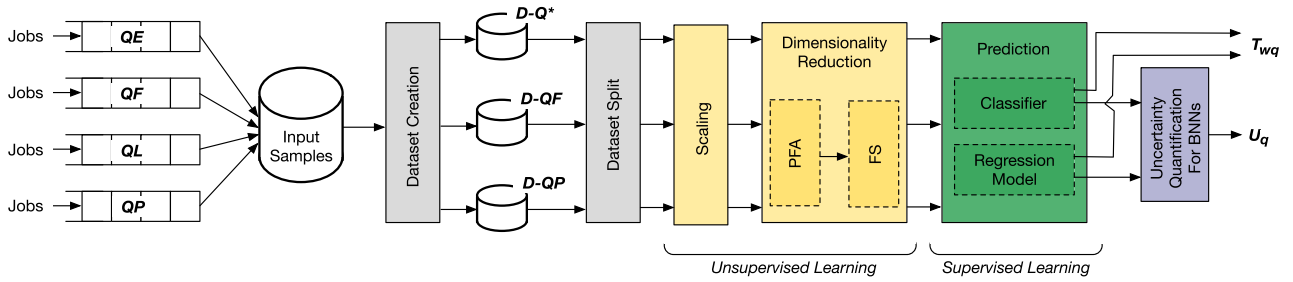 Jobs
QE
Jobs
QF
Jobs
QL
Jobs
QP
Input
Samples
Dataset Creation
D-Q*
D-QF
D-QP
Dataset Split
Scaling
Dimensionality
Reduction
PFA
FS
Prediction
Classifier
Regression
Model
Uncertainty
Quantification
For BNNs
Twq
Uq
Unsupervised Learning
Supervised Learning